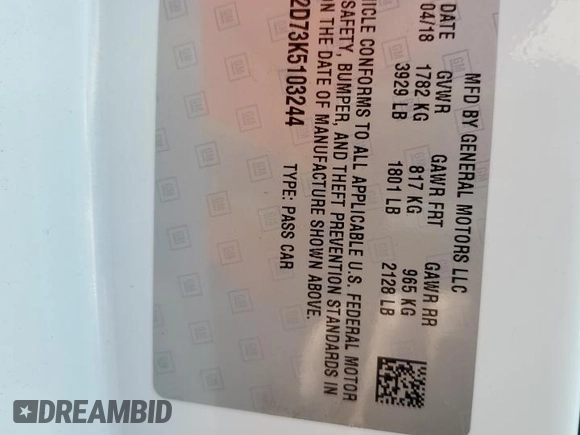 MFD BY GENERAL MOTORS LLC
DATE GVWR GAWR FRT GAWR RR
04/18 1782 KG 817 KG 965 KG
3929 LB 1801 LB 2128 LB
CONFORMS TO ALL APPLICABLE U.S. FEDERAL MOTOR
SAFETY, BUMPER, AND THEFT PREVENTION STANDARDS IN
ON THE DATE OF MANUFACTURE SHOWN ABOVE.
2D73K5103244 TYPE: PASS CAR
DREAMBID